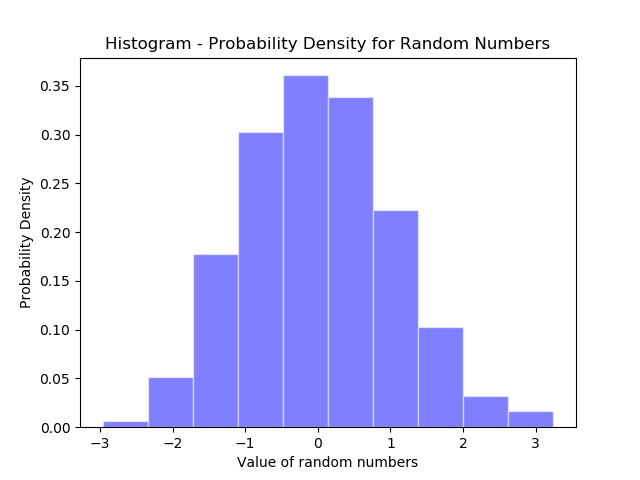 Histogram - Probability Density for Random Numbers
0.35
0.30
0.25
0.20
0.15
0.10
0.05
0.00
Probability Density
−3 −2 −1 0 1 2 3
Value of random numbers